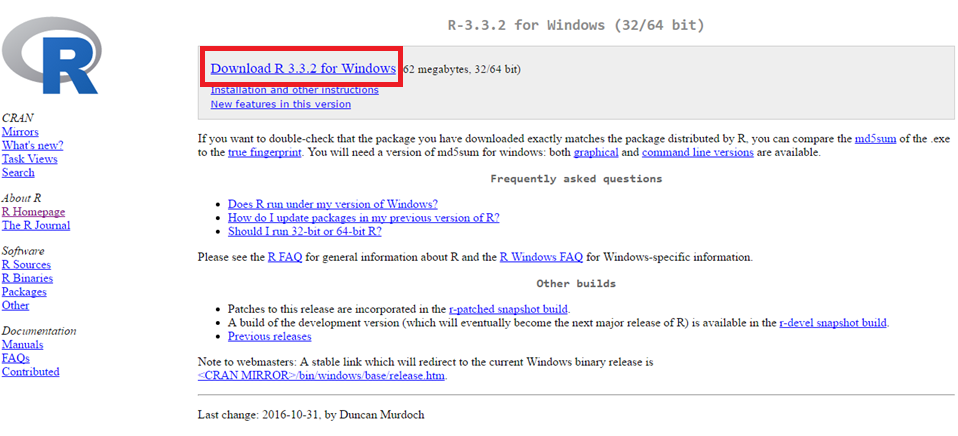 R
CRAN
Mirrors
What's new?
Task Views
Search
About R
R Homepage
The R Journal
Software
R Sources
R Binaries
Packages
Other
Documentation
Manuals
FAQs
Contributed
R-3.3.2 for Windows (32/64 bit)
Download R 3.3.2 for Windows 62 megabytes, 32/64 bit)
Installation and other instructions
New features in this version
If you want to double-check that the package you have downloaded exactly matches the package distributed by R, you can compare the md5sum of the .exe
to the true fingerprint. You will need a version of md5sum for windows: both graphical and command line versions are available.
Frequently asked questions
• Does R run under my version of Windows?
• How do I update packages in my previous version of R?
• Should I run 32-bit or 64-bit R?
Please see the R FAQ for general information about R and the R Windows FAQ for Windows-specific information.
Other builds
• Patches to this release are incorporated in the r-patched snapshot build.
• A build of the development version (which will eventually become the next major release of R) is available in the r-devel snapshot build.
• Previous releases
Note to webmasters: A stable link which will redirect to the current Windows binary release is
<CRAN MIRROR>/bin/windows/base/release.htm.
Last change: 2016-10-31, by Duncan Murdoch